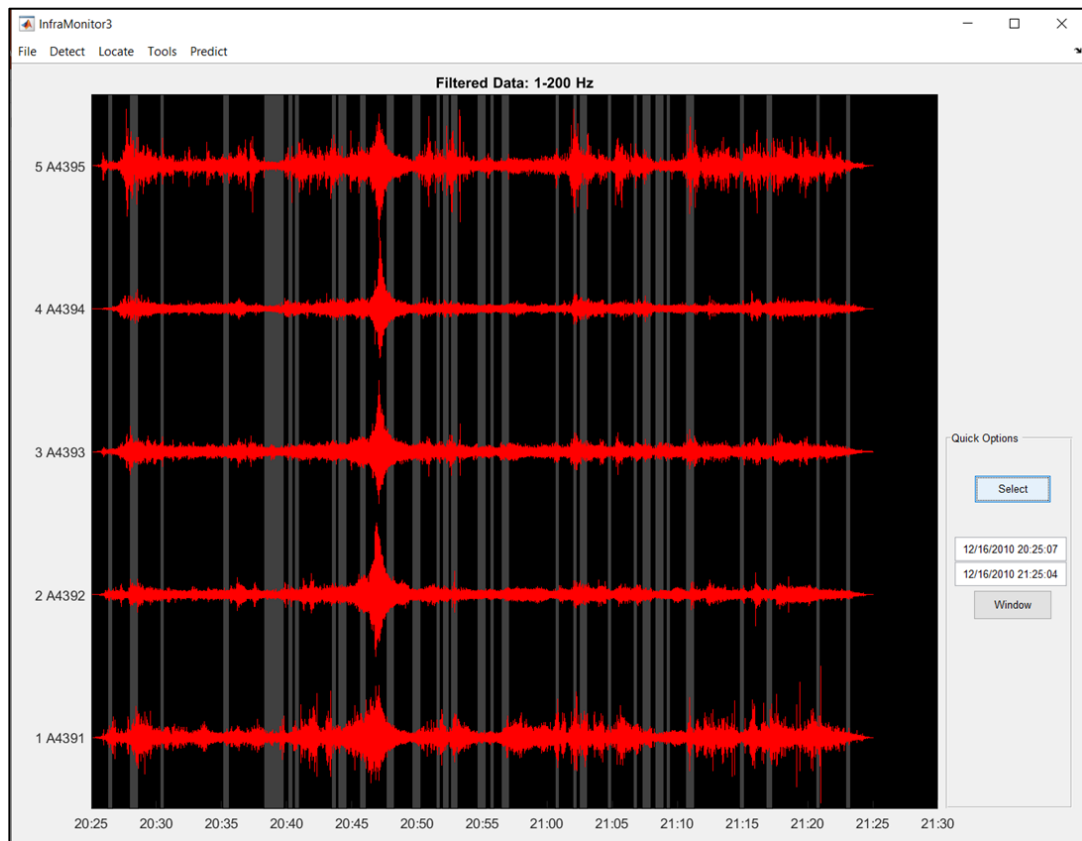 InfraMonitor3
File Detect Locate Tools Predict
Filtered Data: 1-200 Hz
5 A4395
4 A4394
3 A4393
2 A4392
1 A4391
20:25 20:30 20:35 20:40 20:45 20:50 20:55 21:00 21:05 21:10 21:15 21:20 21:25 21:30
Quick Options
Select
12/16/2010 20:25:07
12/16/2010 21:25:04
Window